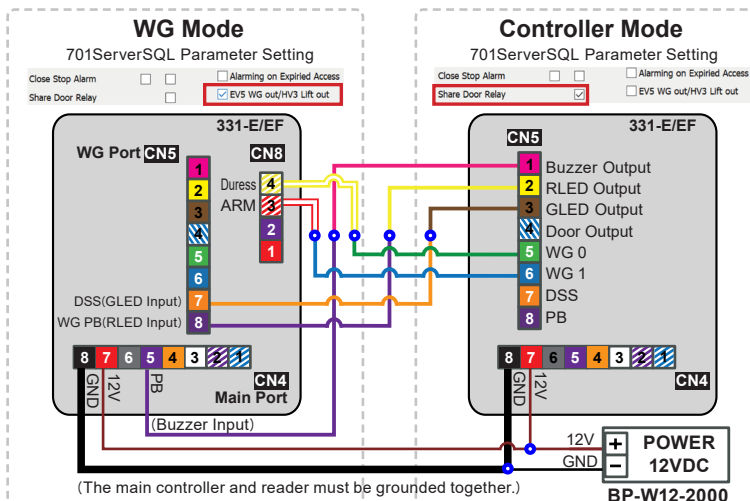 WG Mode
701ServerSQL Parameter Setting
Close Stop Alarm
Alarming on Expiried Access
Share Door Relay
EV5 WG out/HV3 Lift out
331-E/EF
WG Port CN5
CN8
1
2
3
4
5
6
7
8
Duress 4
ARM 3
2
1
DSS(GLED Input)
WG PB(RLED Input)
8 7 6 5 4 3 2 1
GND
12V
PB
CN4
Main Port
(Buzzer Input)
(The main controller and reader must be grounded together.)
Controller Mode
701ServerSQL Parameter Setting
Close Stop Alarm
Alarming on Expiried Access
Share Door Relay
EV5 WG out/HV3 Lift out
331-E/EF
CN5
1 Buzzer Output
2 RLED Output
3 GLED Output
4 Door Output
5 WG 0
6 WG 1
7 DSS
8 PB
8 7 6 5 4 3 2 1
GND
12V
CN4
12V + POWER
GND − 12VDC
BP-W12-2000